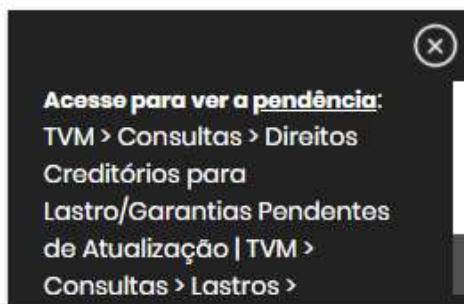 Acesse para ver a pendência:
TVM > Consultas > Direitos
Creditórios para
Lastro/Garantias Pendentes
de Atualização | TVM >
Consultas > Lastros >